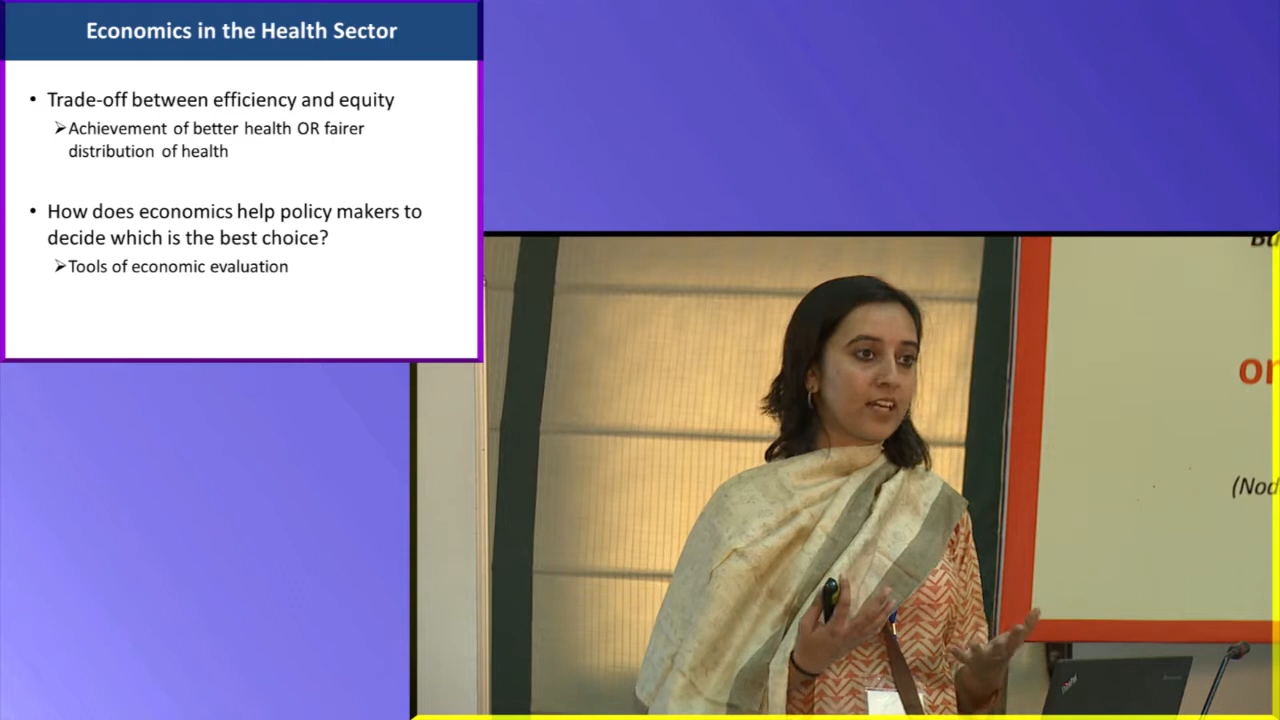 Economics in the Health Sector
• Trade-off between efficiency and equity
➢Achievement of better health OR fairer
distribution of health
• How does economics help policy makers to
decide which is the best choice?
➢Tools of economic evaluation
Bu
or
(Nod
ThinkPad